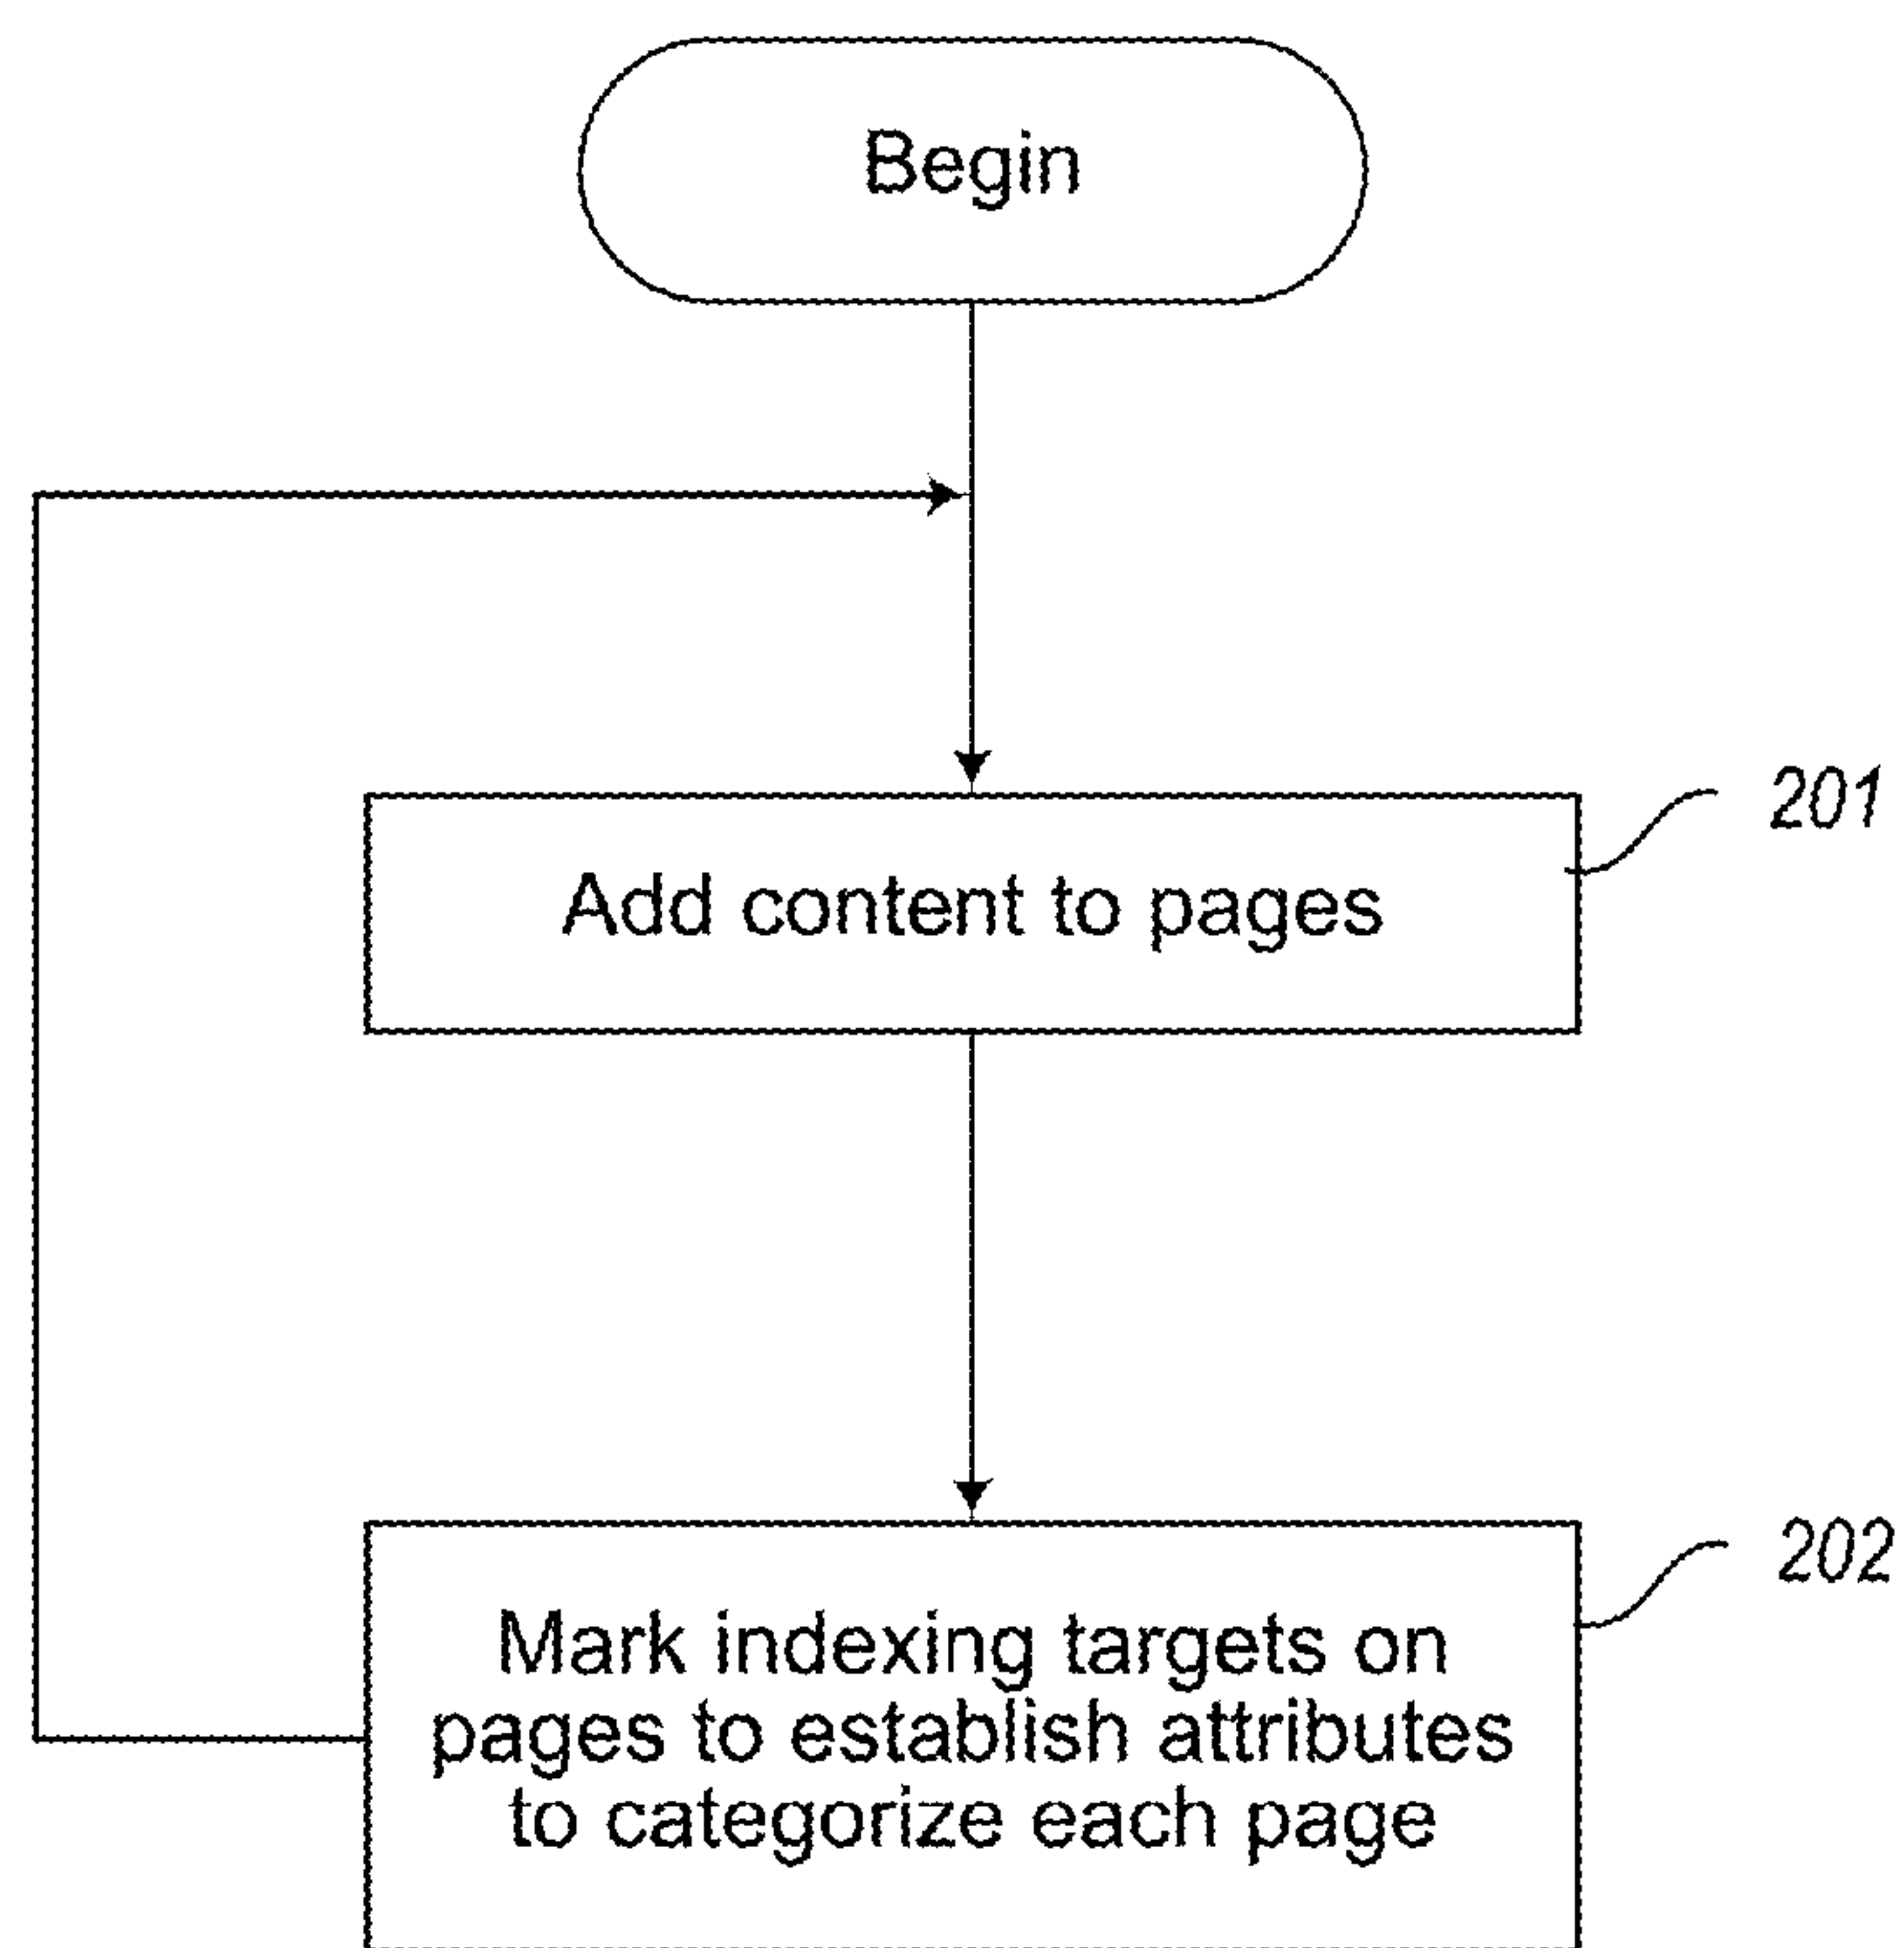 Begin
201
Add content to pages
202
Mark indexing targets on
pages to establish attributes
to categorize each page